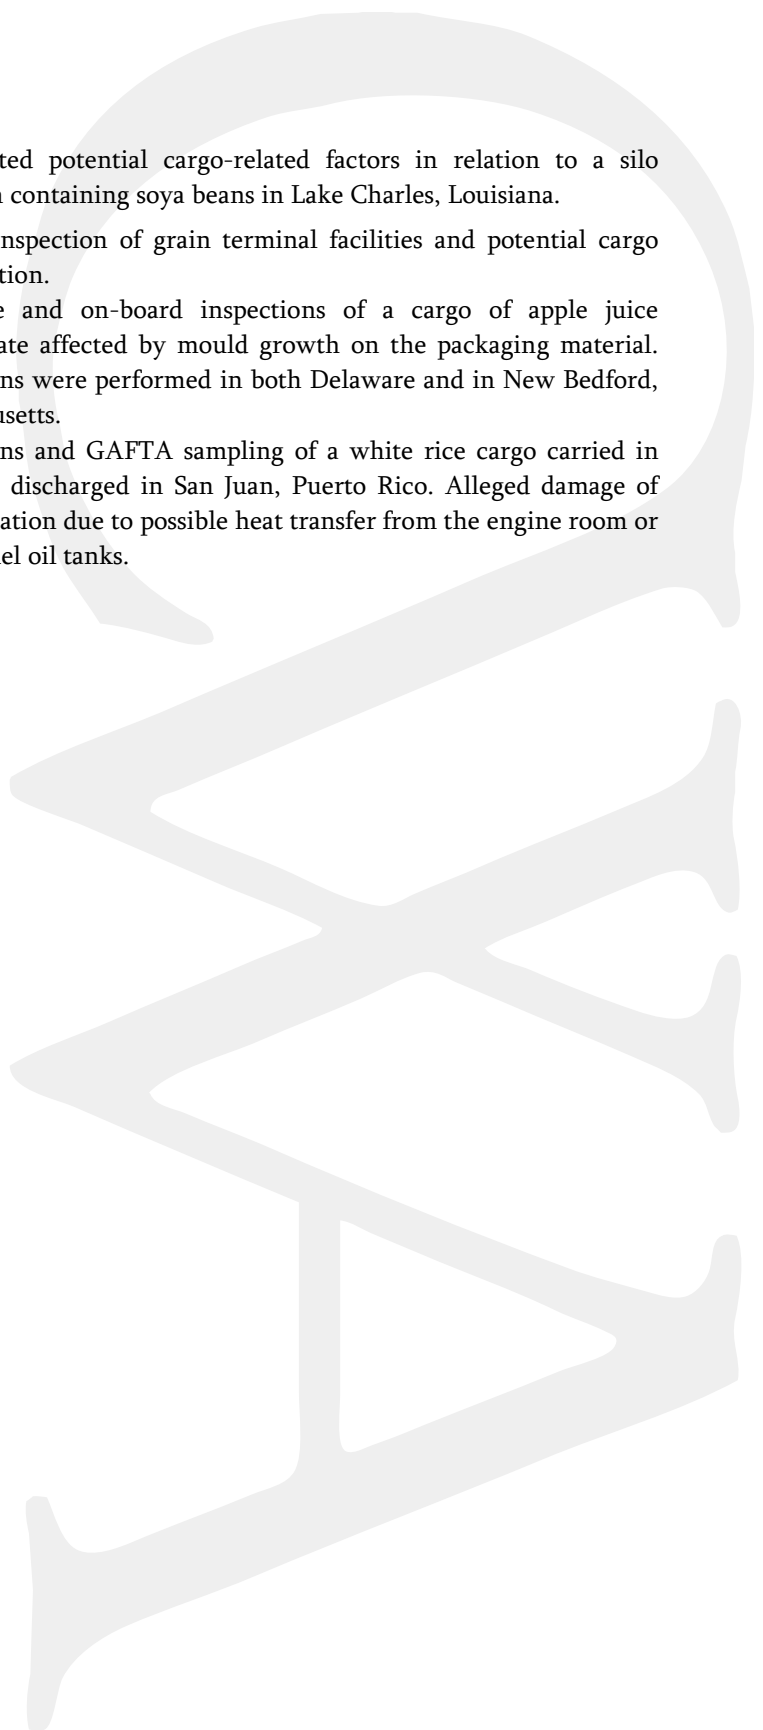 ted potential cargo-related factors in relation to a silo
n containing soya beans in Lake Charles, Louisiana.
nspection of grain terminal facilities and potential cargo
tion.
e and on-board inspections of a cargo of apple juice
ate affected by mould growth on the packaging material.
ns were performed in both Delaware and in New Bedford,
usetts.
ns and GAFTA sampling of a white rice cargo carried in
discharged in San Juan, Puerto Rico. Alleged damage of
ation due to possible heat transfer from the engine room or
el oil tanks.
CWA